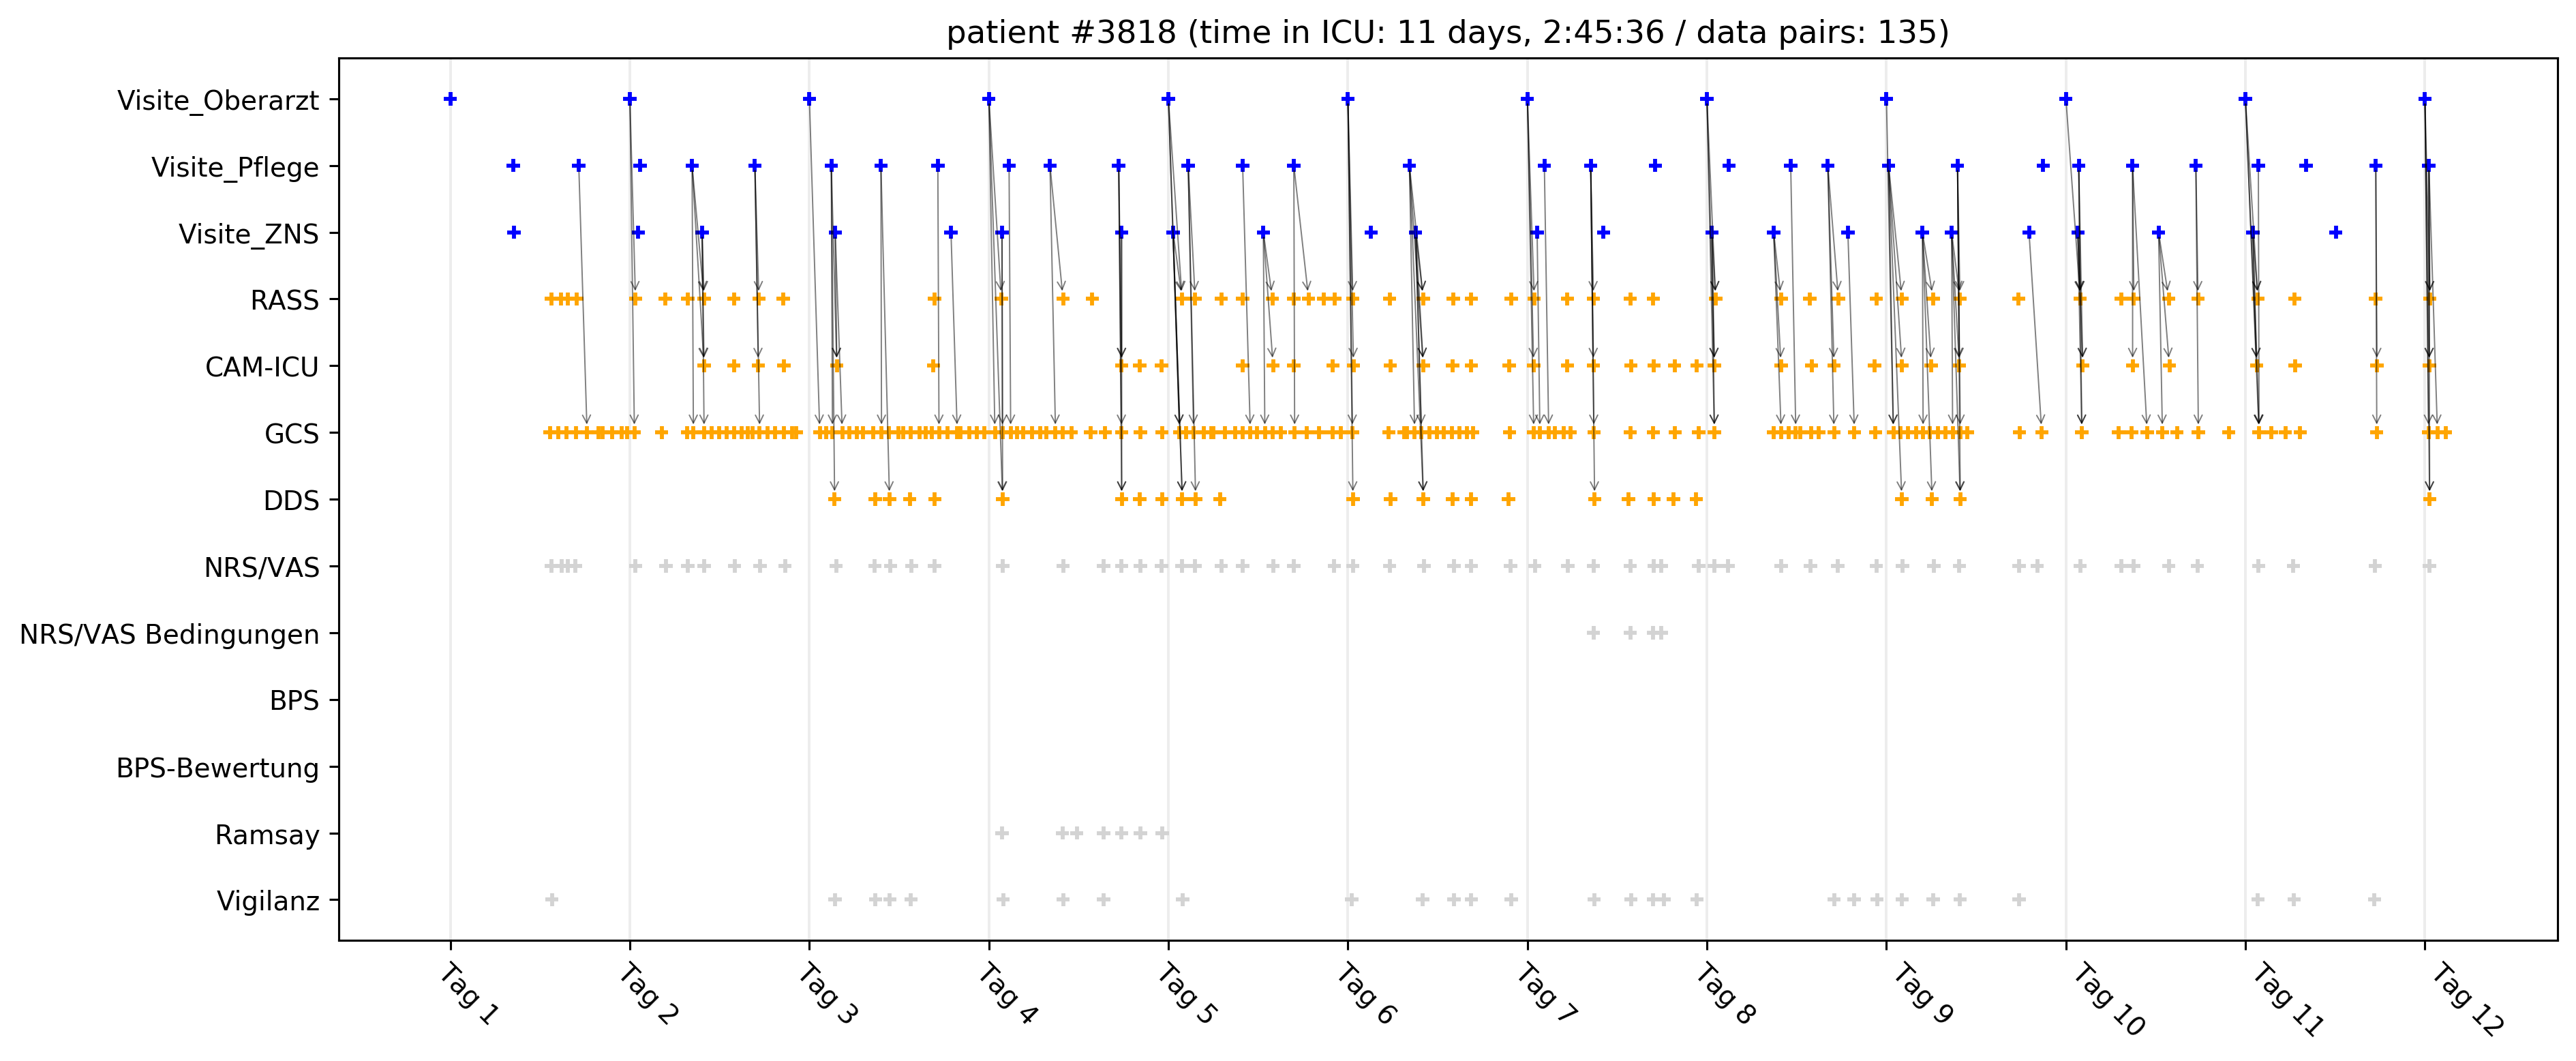 patient #3818 (time in ICU: 11 days, 2:45:36 / data pairs: 135)
Visite_Oberarzt
Visite_Pflege
Visite_ZNS
RASS
CAM-ICU
GCS
DDS
NRS/VAS
NRS/VAS Bedingungen
BPS
BPS-Bewertung
Ramsay
Vigilanz
Tag 1
Tag 2
Tag 3
Tag 4
Tag 5
Tag 6
Tag 7
Tag 8
Tag 9
Tag 10
Tag 11
Tag 12